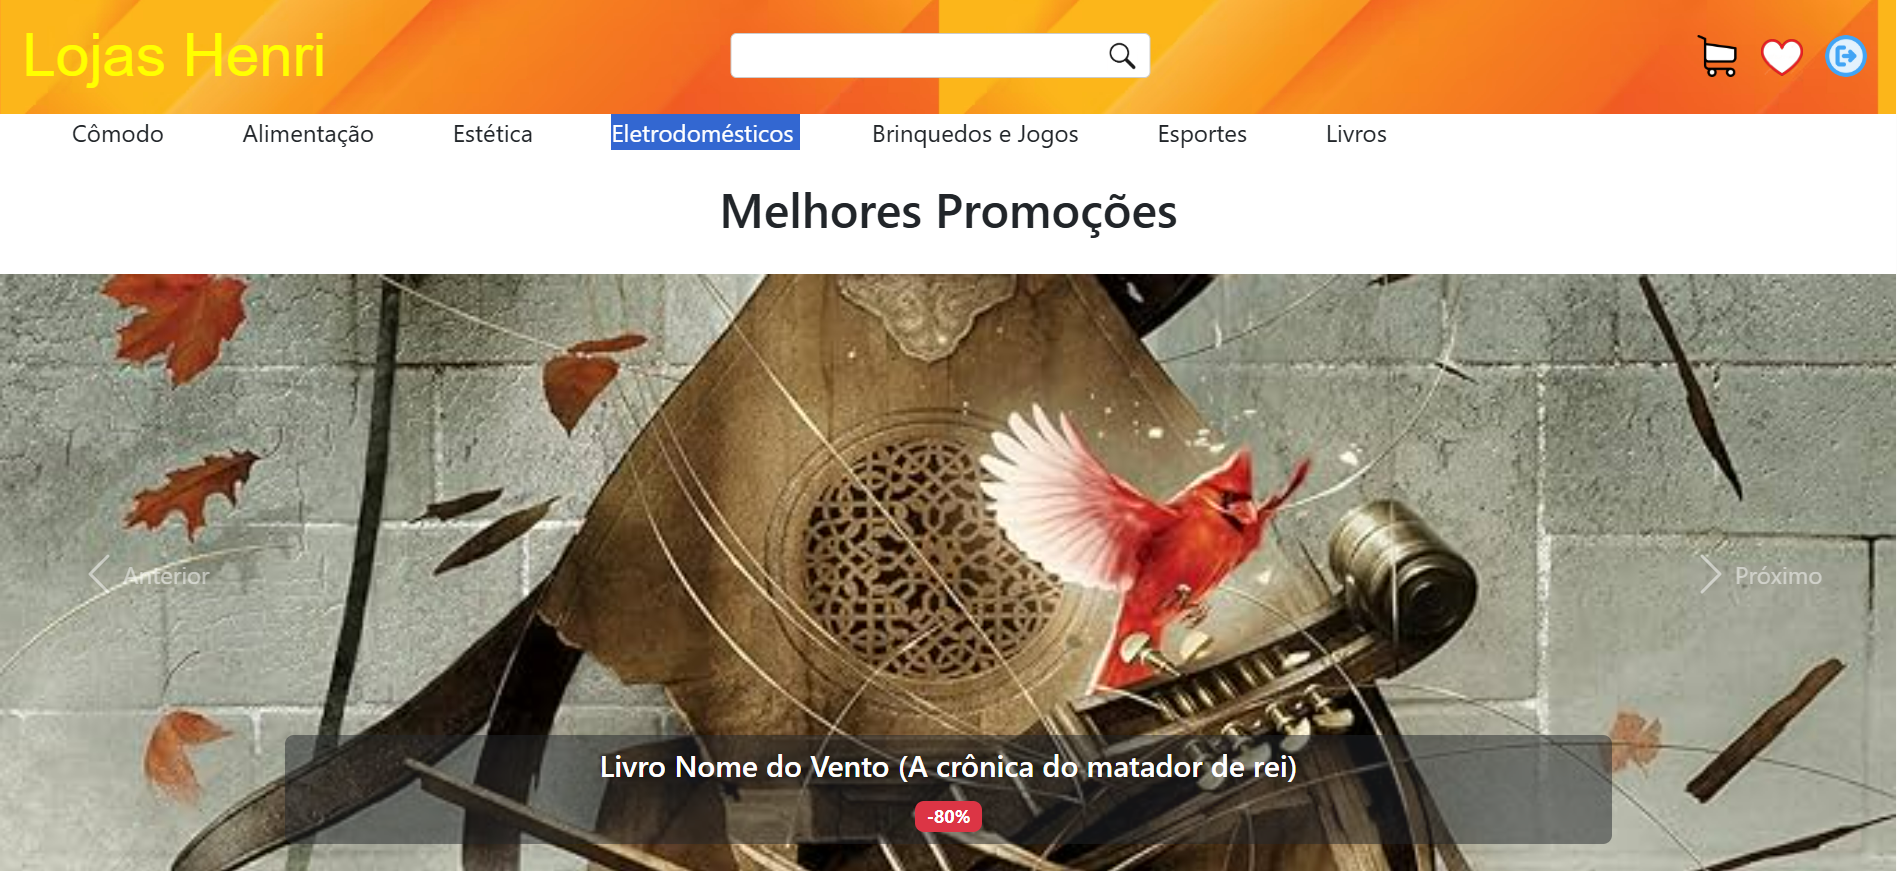 Lojas Henri
Cômodo Alimentação Estética Eletrodomésticos Brinquedos e Jogos Esportes Livros
Melhores Promoções
Anterior Próximo
Livro Nome do Vento (A crônica do matador de rei)
-80%